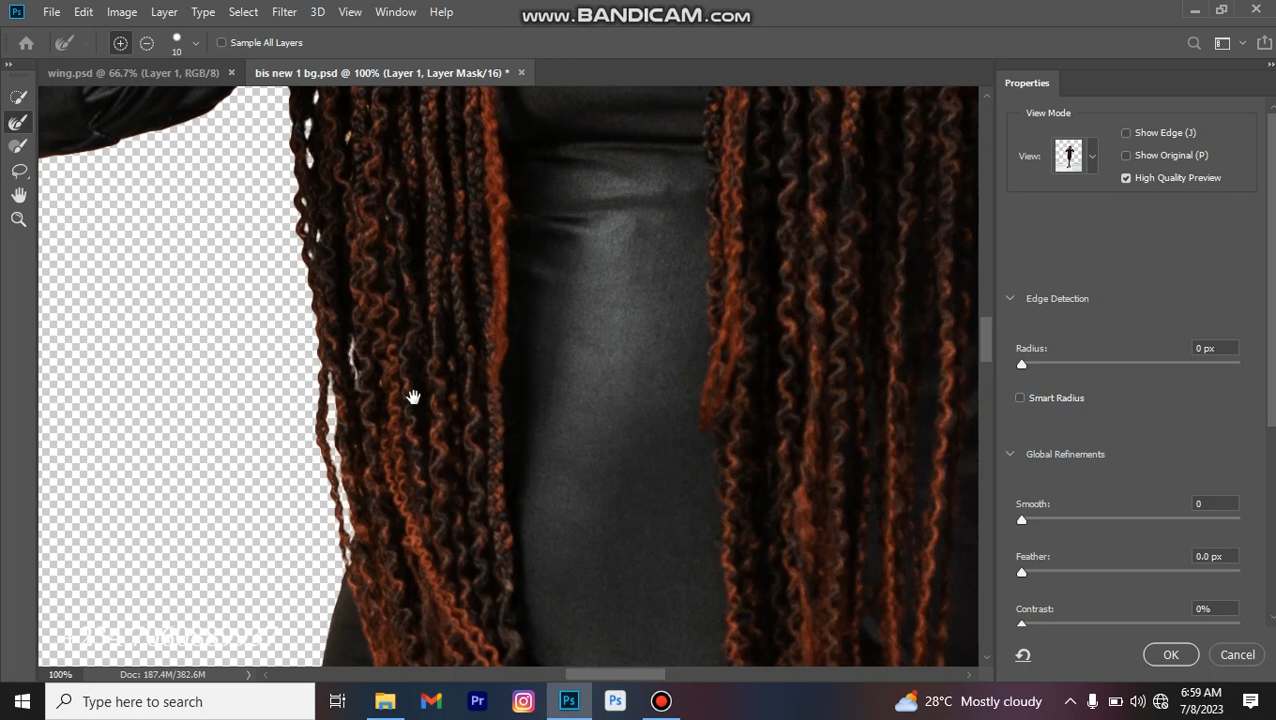 www.BANDICAM.com
Ps File Edit Image Layer Type Select Filter 3D View Window Help
10 Sample All Layers
wing.psd @ 66.7% (Layer 1, RGB/8) bis new 1 bg.psd @ 100% (Layer 1, Layer Mask/16) *
Properties
View Mode
View:
Show Edge (J)
Show Original (P)
High Quality Preview
Edge Detection
Radius: 0 px
Smart Radius
Global Refinements
Smooth: 0
Feather: 0.0 px
Contrast: 0%
OK Cancel
100% Doc: 187.4M/382.6M
Type here to search
Pr Ps Ps
28°C Mostly cloudy
6:59 AM
7/8/2023